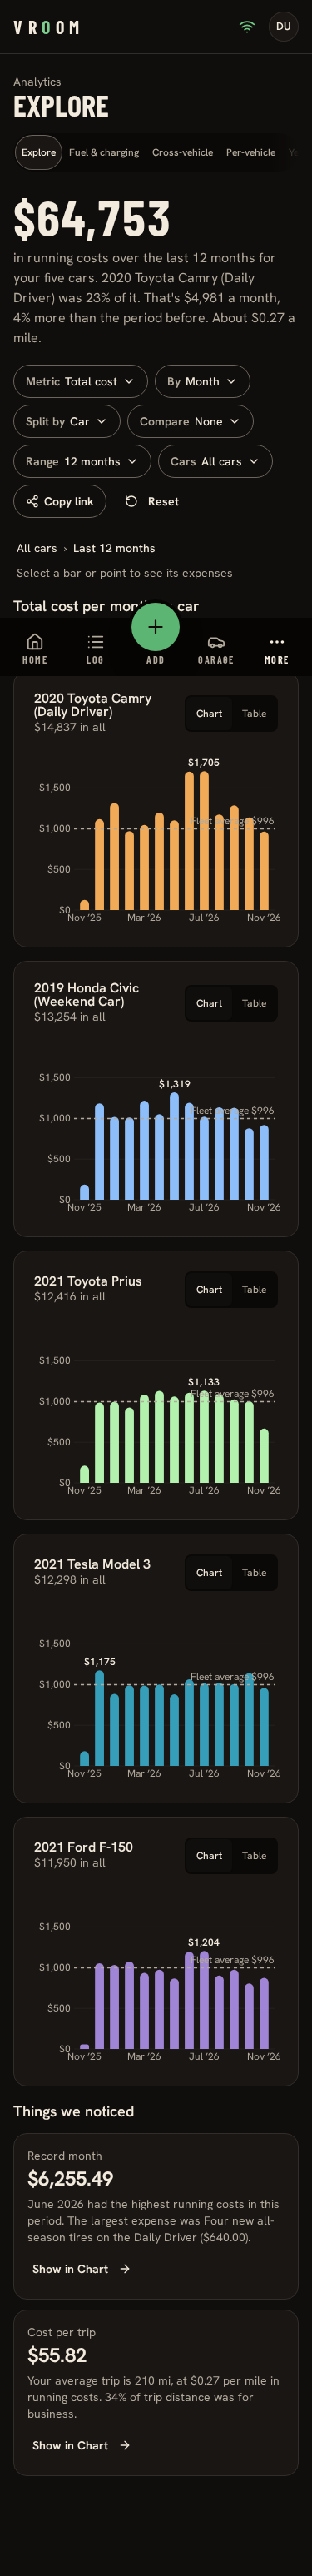 VROOM
DU
Analytics
EXPLORE
Explore Fuel & charging Cross-vehicle Per-vehicle
$64,753
in running costs over the last 12 months for
your five cars. 2020 Toyota Camry (Daily
Driver) was 23% of it. That's $4,981 a month,
4% more than the period before. About $0.27 a
mile.
Metric Total cost By Month
Split by Car Compare None
Range 12 months Cars All cars
Copy link Reset
All cars › Last 12 months
Select a bar or point to see its expenses
Total cost per month, car
HOME LOG ADD GARAGE MORE
2020 Toyota Camry
(Daily Driver)
$14,837 in all
Chart Table
$1,705
$1,500
Fleet average $996
$1,000
$500
$0
Nov '25 Mar '26 Jul '26 Nov '26
2019 Honda Civic
(Weekend Car)
$13,254 in all
Chart Table
$1,500
$1,319
Fleet average $996
$1,000
$500
$0
Nov '25 Mar '26 Jul '26 Nov '26
2021 Toyota Prius
$12,416 in all
Chart Table
$1,500
$1,133
Fleet average $996
$1,000
$500
$0
Nov '25 Mar '26 Jul '26 Nov '26
2021 Tesla Model 3
$12,298 in all
Chart Table
$1,500
$1,175
Fleet average $996
$1,000
$500
$0
Nov '25 Mar '26 Jul '26 Nov '26
2021 Ford F-150
$11,950 in all
Chart Table
$1,500
$1,204
Fleet average $996
$1,000
$500
$0
Nov '25 Mar '26 Jul '26 Nov '26
Things we noticed
Record month
$6,255.49
June 2026 had the highest running costs in this
period. The largest expense was Four new all-
season tires on the Daily Driver ($640.00).
Show in Chart
Cost per trip
$55.82
Your average trip is 210 mi, at $0.27 per mile in
running costs. 34% of trip distance was for
business.
Show in Chart